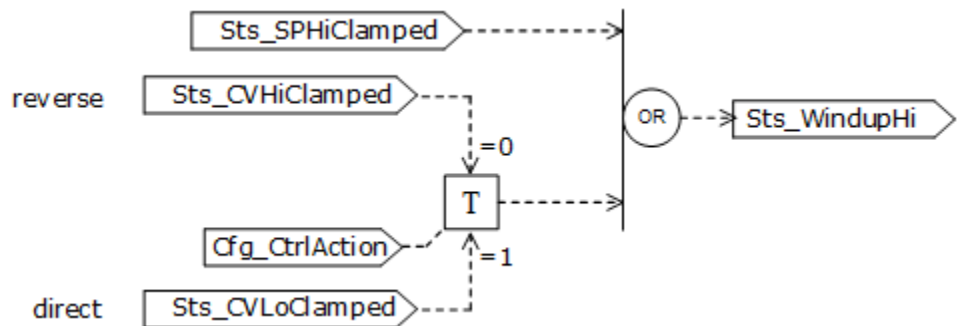 Sts_SPHiClamped
reverse Sts_CVHiClamped
OR Sts_WindupHi
=0
T
Cfg_CtrlAction
=1
direct Sts_CVLoClamped